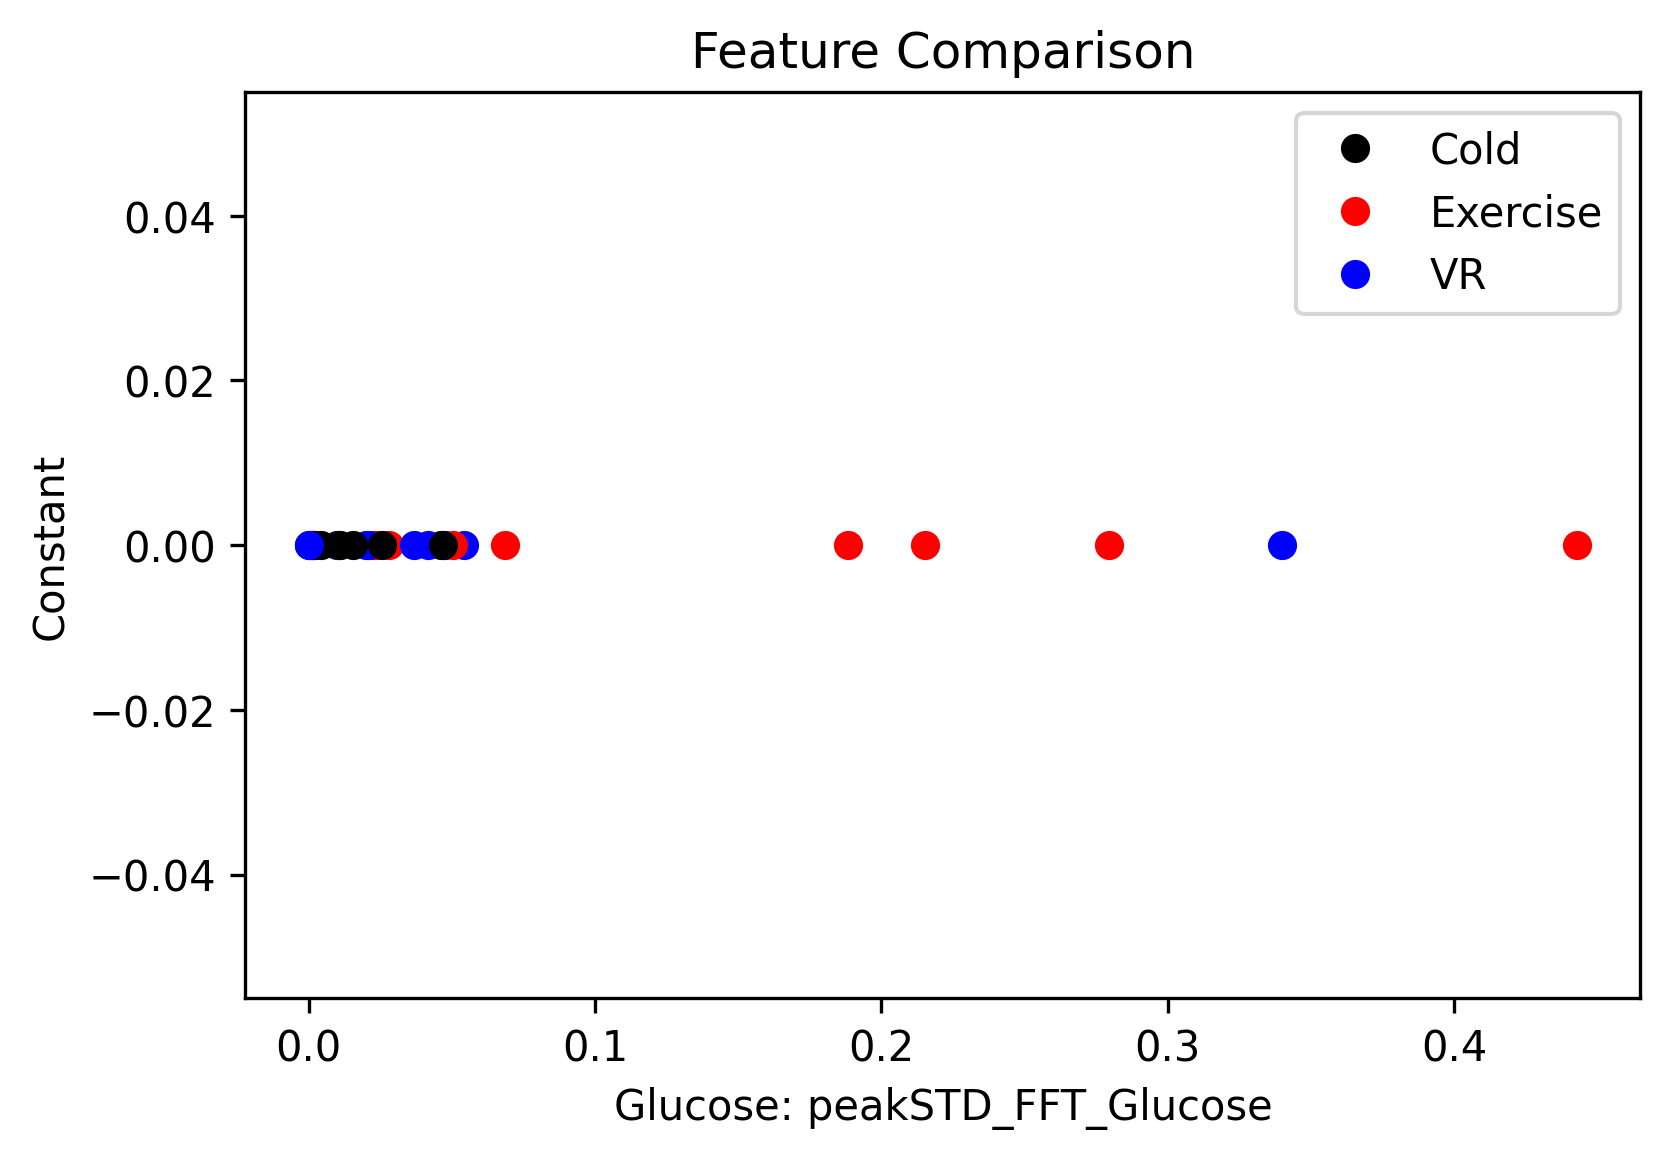 Feature Comparison
Cold
Exercise
VR
0.04
0.02
0.00
−0.02
−0.04
Constant
0.0 0.1 0.2 0.3 0.4
Glucose: peakSTD_FFT_Glucose